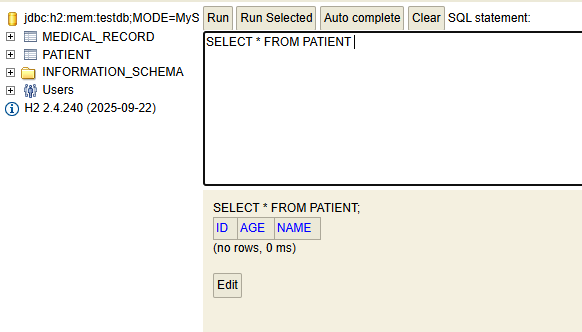 jdbc:h2:mem:testdb;MODE=MyS
MEDICAL_RECORD
PATIENT
INFORMATION_SCHEMA
Users
H2 2.4.240 (2025-09-22)
Run Run Selected Auto complete Clear SQL statement:
SELECT * FROM PATIENT
SELECT * FROM PATIENT;
ID AGE NAME
(no rows, 0 ms)
Edit